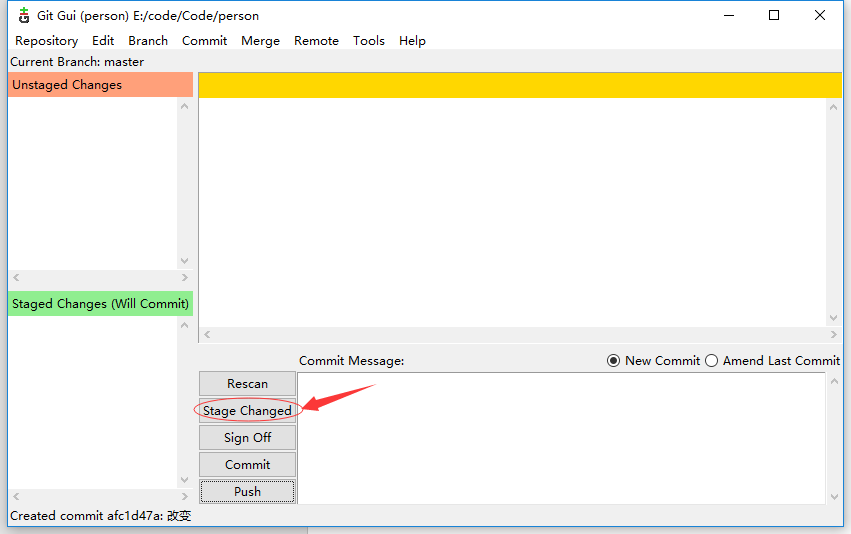 Git Gui (person) E:/code/Code/person
Repository Edit Branch Commit Merge Remote Tools Help
Current Branch: master
Unstaged Changes
Staged Changes (Will Commit)
Commit Message:
New Commit
Amend Last Commit
Rescan
Stage Changed
Sign Off
Commit
Push
Created commit afc1d47a: 改变